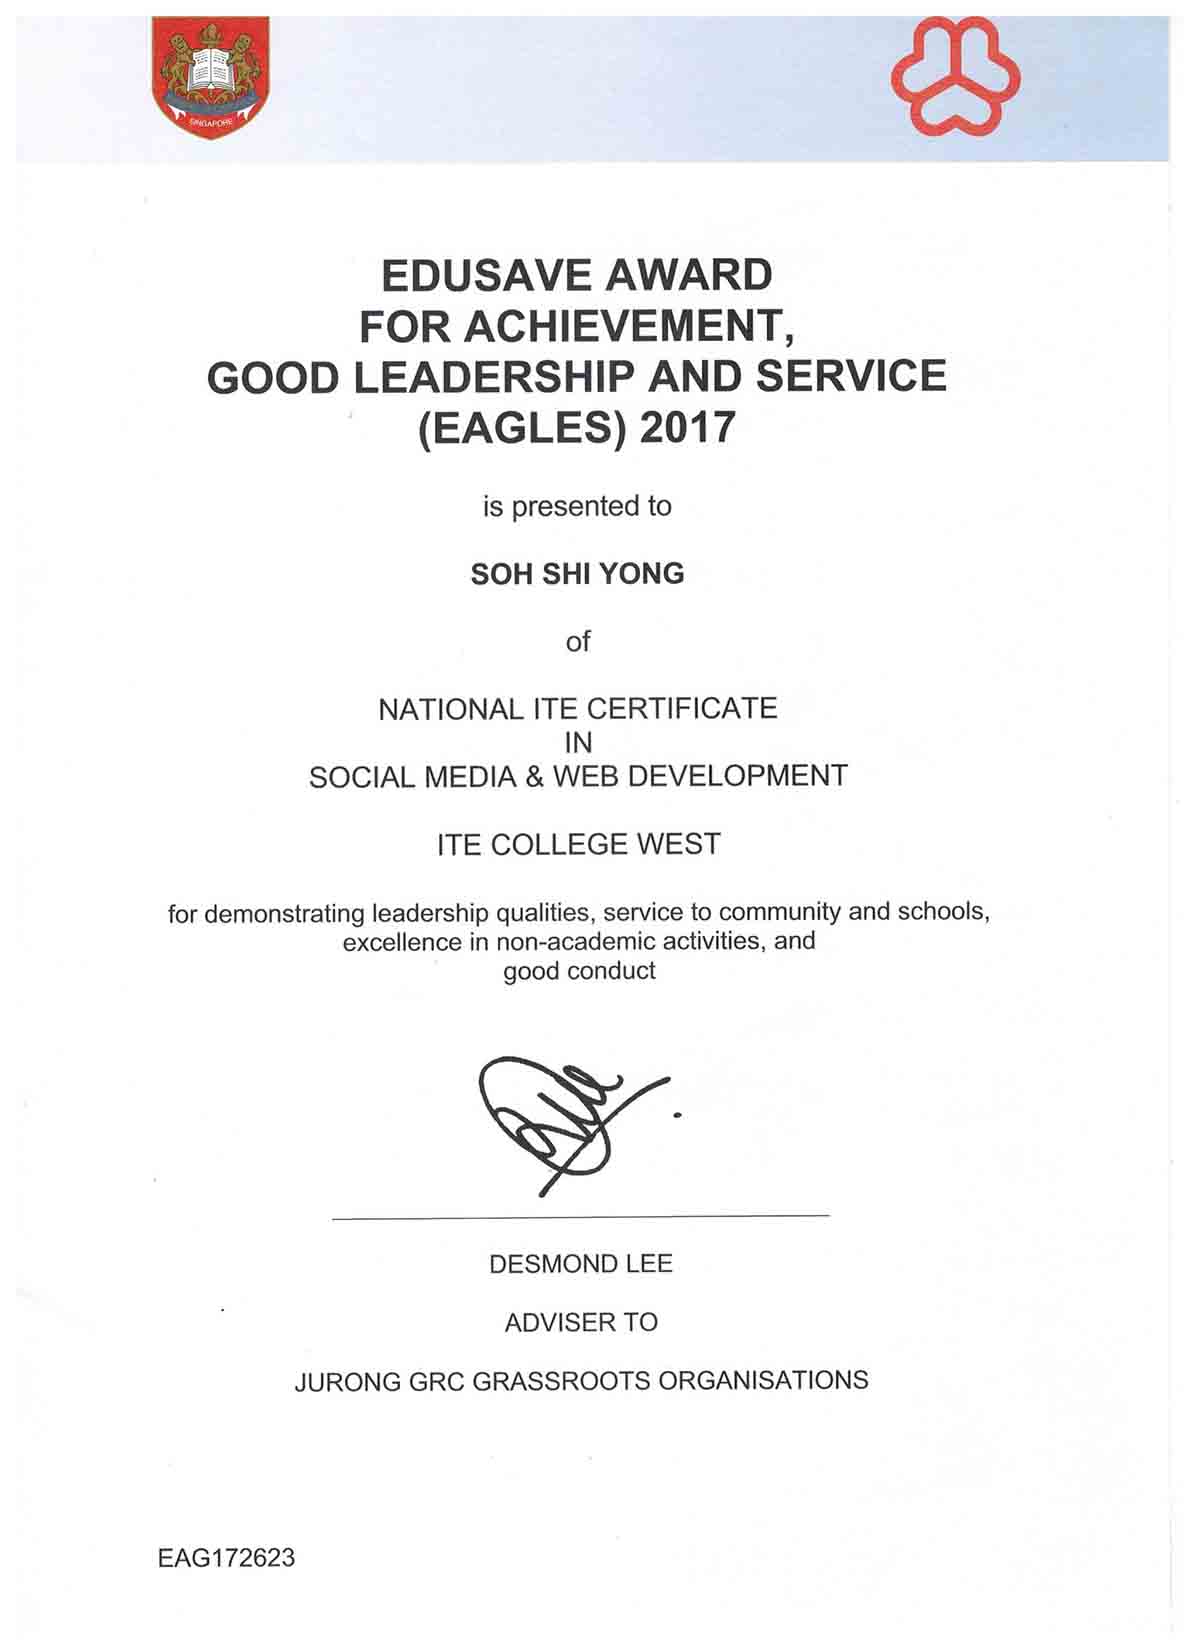 SINGAPORE
EDUSAVE AWARD
FOR ACHIEVEMENT,
GOOD LEADERSHIP AND SERVICE
(EAGLES) 2017
is presented to
SOH SHI YONG
of
NATIONAL ITE CERTIFICATE
IN
SOCIAL MEDIA & WEB DEVELOPMENT
ITE COLLEGE WEST
for demonstrating leadership qualities, service to community and schools,
excellence in non-academic activities, and
good conduct
DESMOND LEE
ADVISER TO
JURONG GRC GRASSROOTS ORGANISATIONS
EAG172623